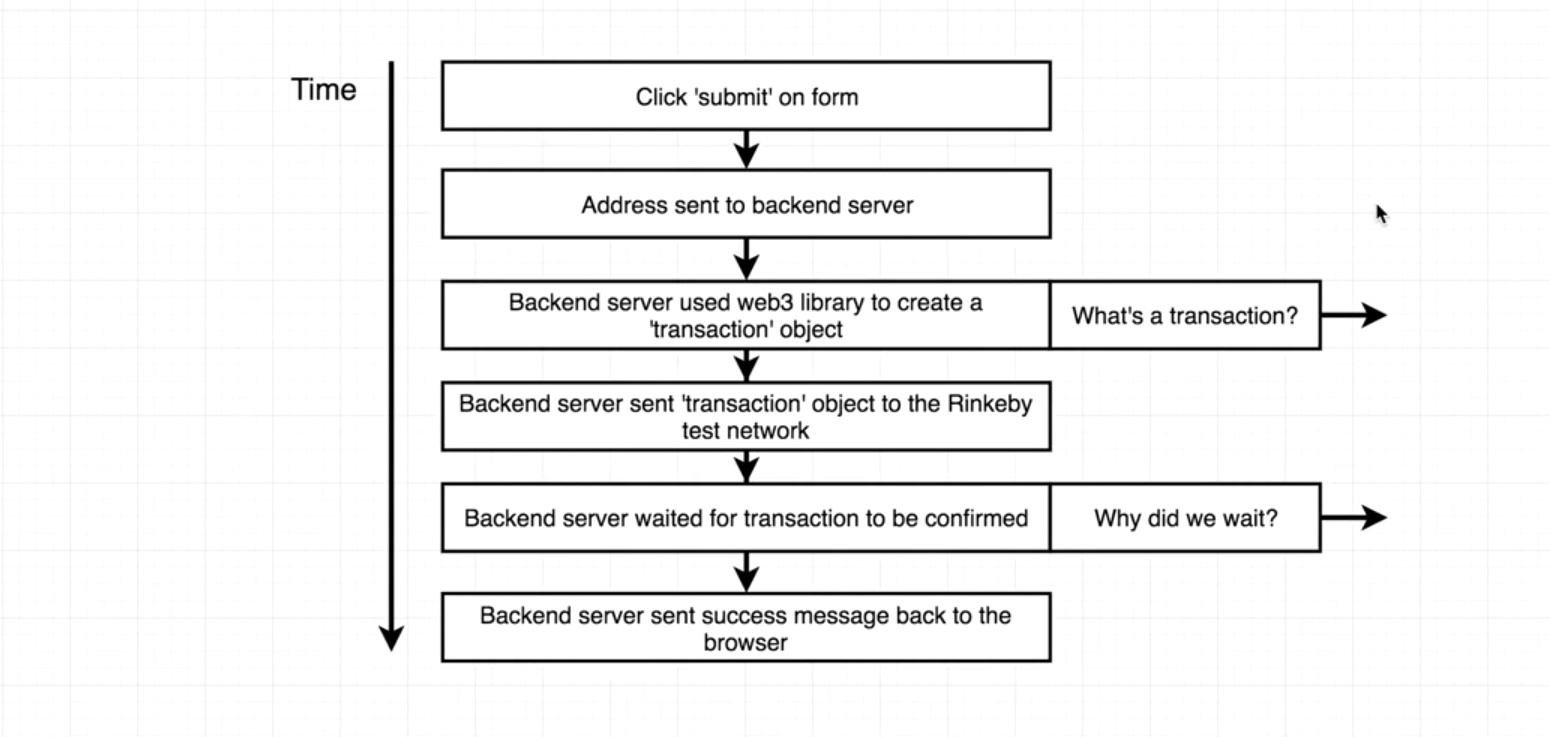 Time
Click 'submit' on form
Address sent to backend server
Backend server used web3 library to create a
'transaction' object
What's a transaction?
Backend server sent 'transaction' object to the Rinkeby
test network
Backend server waited for transaction to be confirmed
Why did we wait?
Backend server sent success message back to the
browser